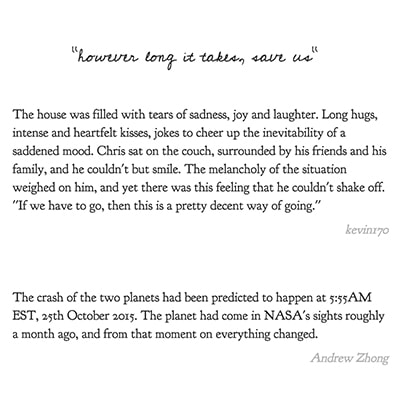 "however long it takes, save us"
The house was filled with tears of sadness, joy and laughter. Long hugs,
intense and heartfelt kisses, jokes to cheer up the inevitability of a
saddened mood. Chris sat on the couch, surrounded by his friends and his
family, and he couldn't but smile. The melancholy of the situation
weighed on him, and yet there was this feeling that he couldn't shake off.
"If we have to go, then this is a pretty decent way of going."
kevin170
The crash of the two planets had been predicted to happen at 5:55AM
EST, 25th October 2015. The planet had come in NASA's sights roughly
a month ago, and from that moment on everything changed.
Andrew Zhong